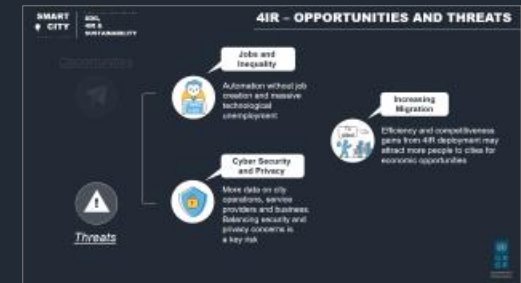 SMART
CITY
SDG,
4IR &
SUSTAINABILITY
4IR – OPPORTUNITIES AND THREATS
Opportunities
Jobs and
Inequality
Automation without job
creation and massive
technological
unemployment
Increasing
Migration
Efficiency and competitiveness
gains from 4IR deployment may
attract more people to cities for
economic opportunities
Cyber Security
and Privacy
More data on city
operations, service
providers and business.
Balancing security and
privacy concerns is
a key risk
Threats